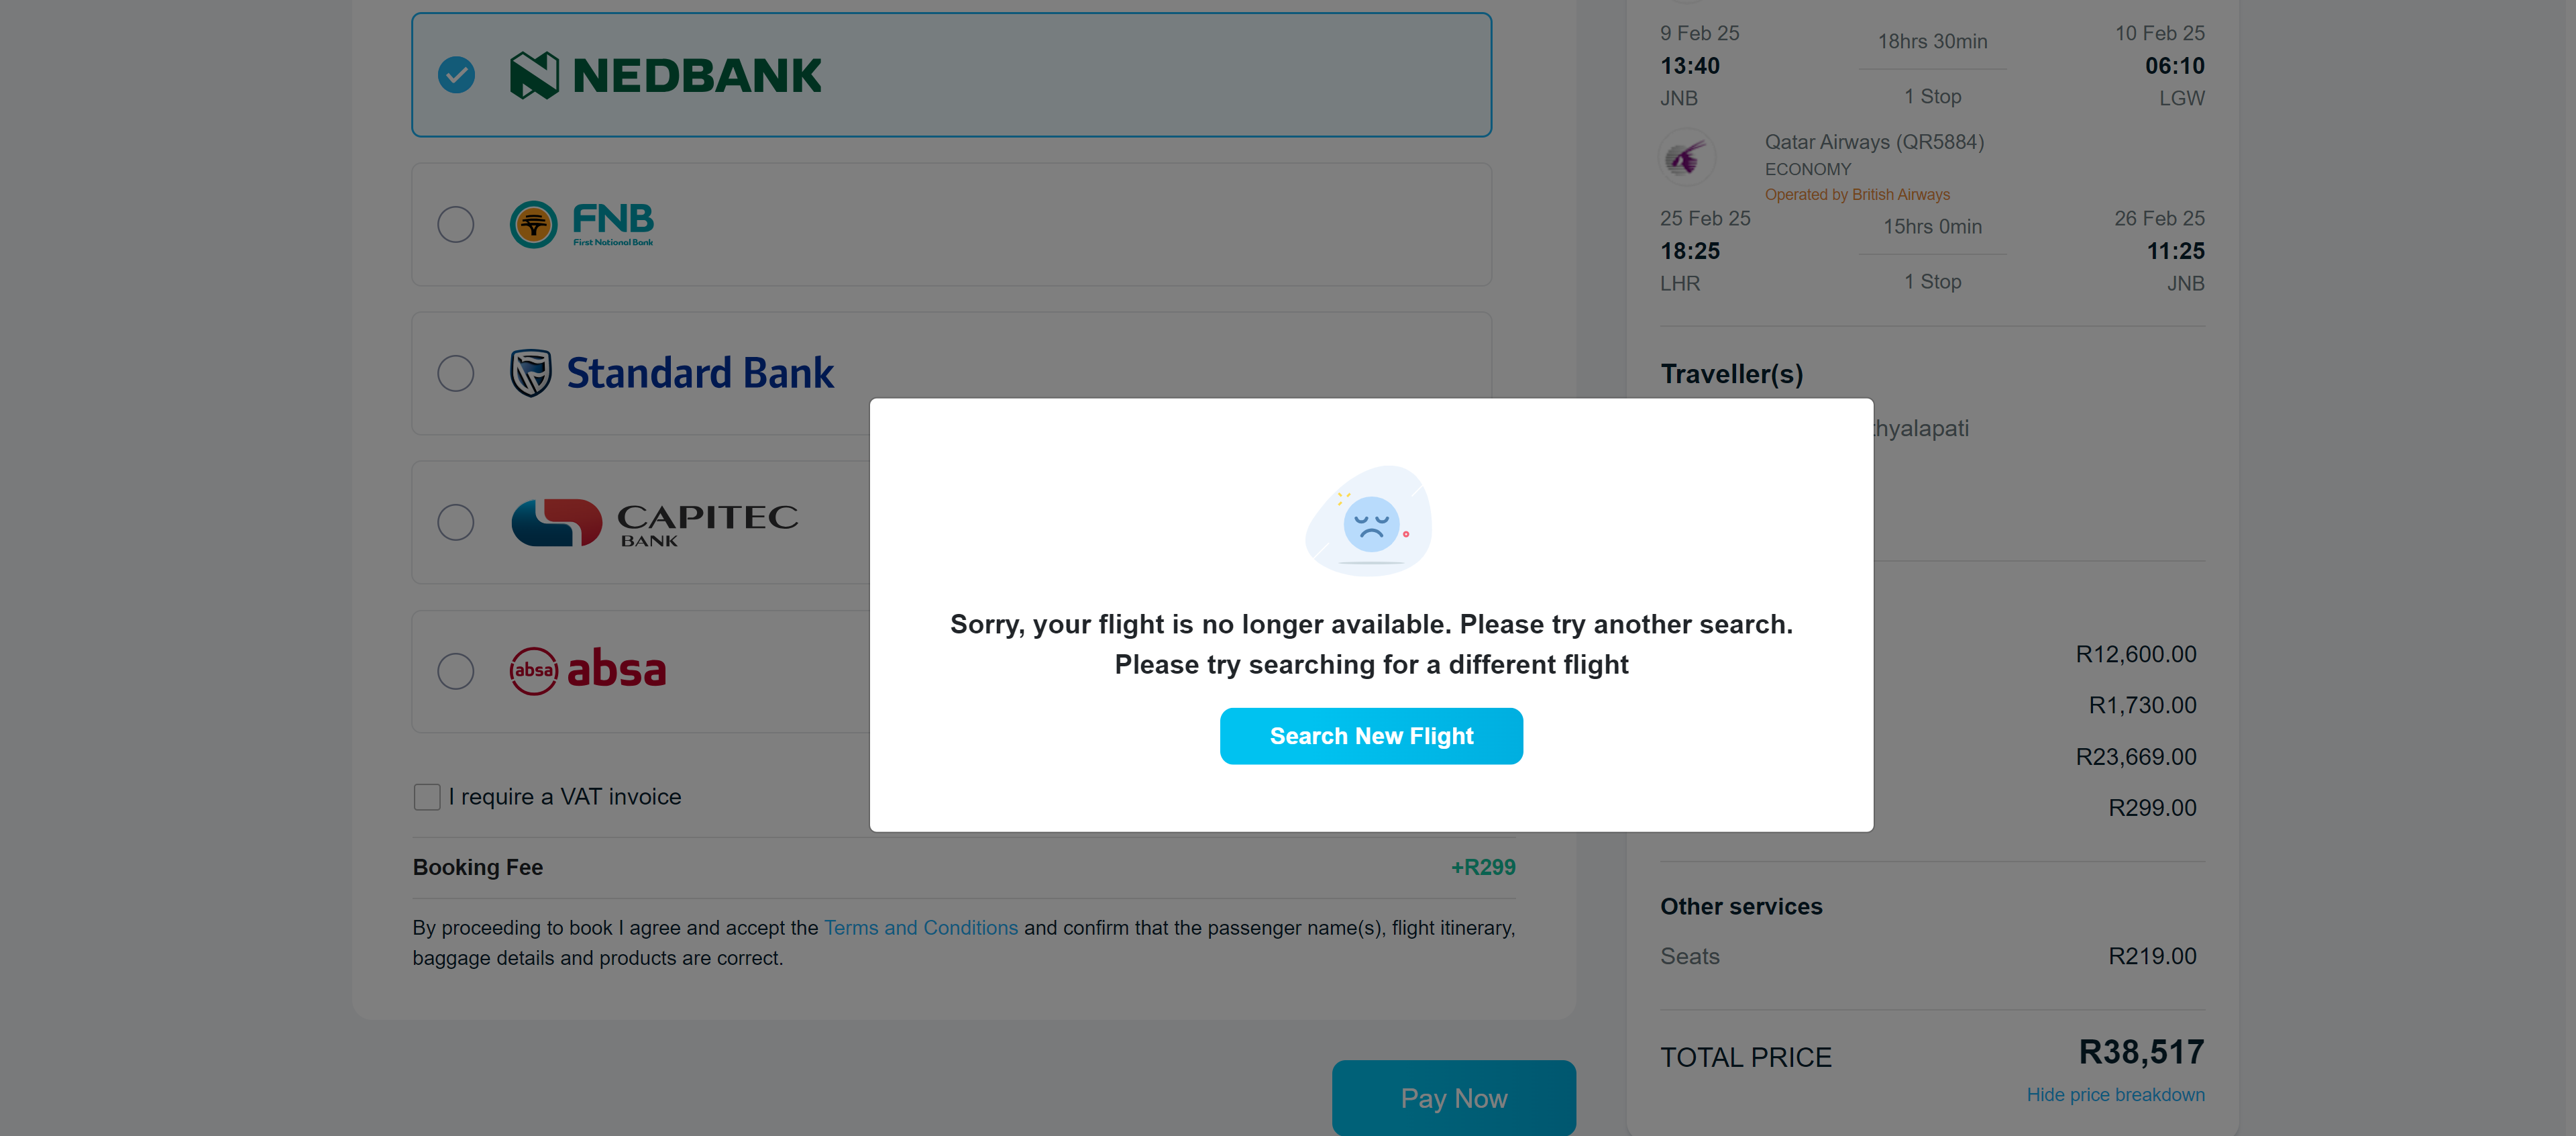 NEDBANK
FNB
First National Bank
Standard Bank
CAPITEC
BANK
absa absa
I require a VAT invoice
Booking Fee +R299
By proceeding to book I agree and accept the Terms and Conditions and confirm that the passenger name(s), flight itinerary,
baggage details and products are correct.
Pay Now
Sorry, your flight is no longer available. Please try another search.
Please try searching for a different flight
Search New Flight
9 Feb 25 18hrs 30min 10 Feb 25
13:40 06:10
JNB 1 Stop LGW
Qatar Airways (QR5884)
ECONOMY
Operated by British Airways
25 Feb 25 15hrs 0min 26 Feb 25
18:25 11:25
LHR 1 Stop JNB
Traveller(s)
hyalapati
R12,600.00
R1,730.00
R23,669.00
R299.00
Other services
Seats R219.00
TOTAL PRICE R38,517
Hide price breakdown